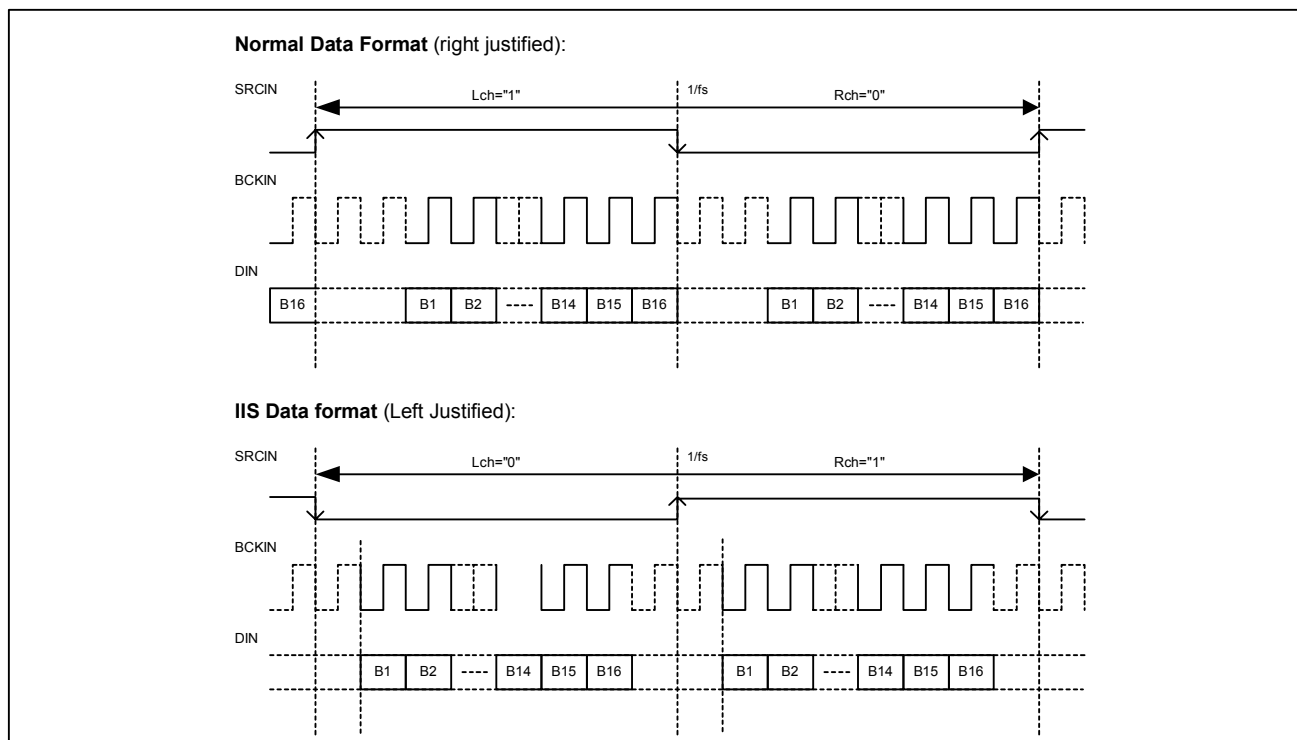 Normal Data Format (right justified):
SRCIN
Lch="1"
1/fs
Rch="0"
BCKIN
DIN
B16
B1
B2
----
B14
B15
B16
B1
B2
----
B14
B15
B16
IIS Data format (Left Justified):
SRCIN
Lch="0"
1/fs
Rch="1"
BCKIN
DIN
B1
B2
----
B14
B15
B16
B1
B2
----
B14
B15
B16